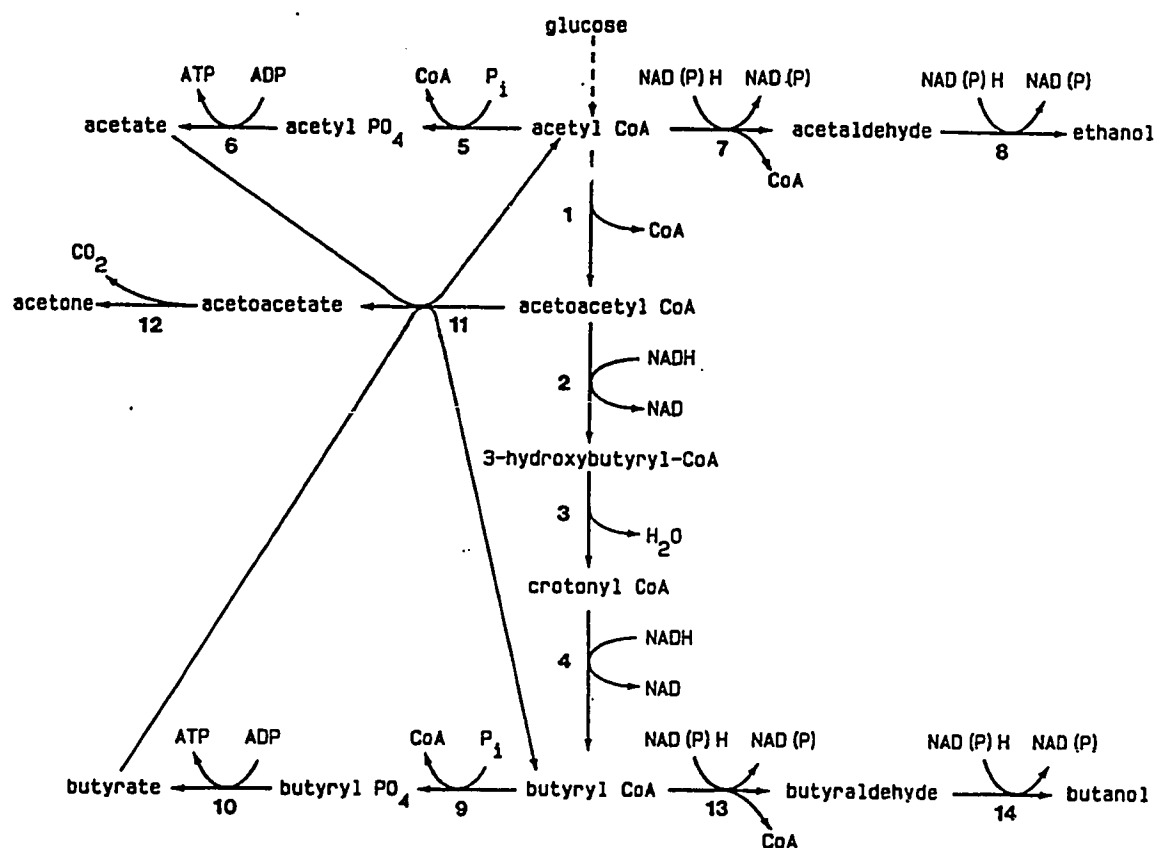 glucose
ATP ADP CoA Pi NAD(P)H NAD(P) NAD(P)H NAD(P)
acetate acetyl PO4 acetyl CoA acetaldehyde ethanol
6 5 7 8
CoA
1
CoA
CO2
acetone acetoacetate acetoacetyl CoA
12 11
NADH
2
NAD
3-hydroxybutyryl-CoA
3
H2O
crotonyl CoA
NADH
4
NAD
ATP ADP CoA Pi NAD(P)H NAD(P) NAD(P)H NAD(P)
butyrate butyryl PO4 butyryl CoA butyraldehyde butanol
10 9 13 14
CoA